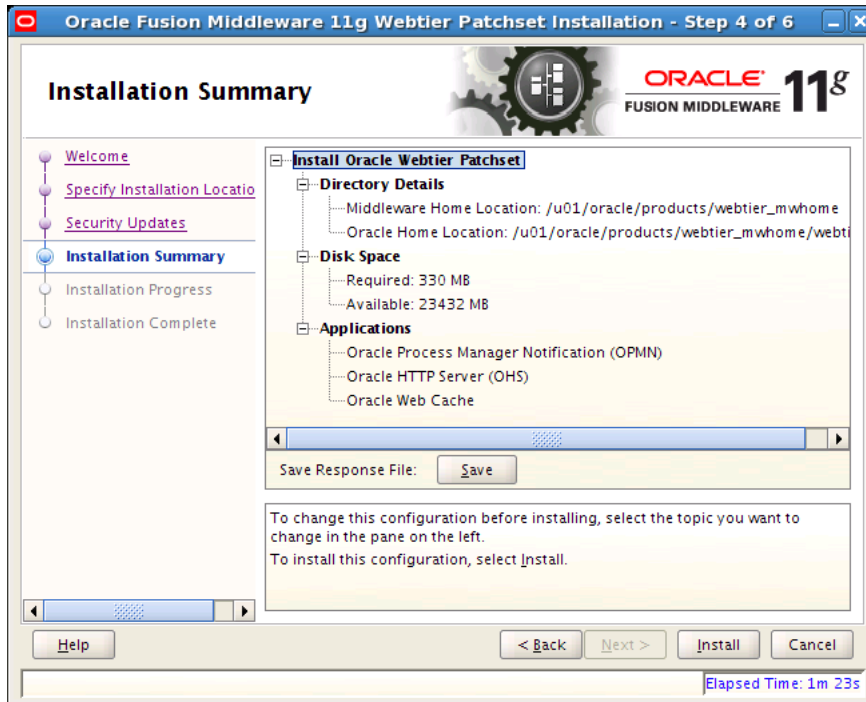 Oracle Fusion Middleware 11g Webtier Patchset Installation - Step 4 of 6
Installation Summary
ORACLE
FUSION MIDDLEWARE 11g
Welcome
Specify Installation Locatio
Security Updates
Installation Summary
Installation Progress
Installation Complete
Install Oracle Webtier Patchset
Directory Details
Middleware Home Location: /u01/oracle/products/webtier_mwhome
Oracle Home Location: /u01/oracle/products/webtier_mwhome/webti
Disk Space
Required: 330 MB
Available: 23432 MB
Applications
Oracle Process Manager Notification (OPMN)
Oracle HTTP Server (OHS)
Oracle Web Cache
Save Response File: Save
To change this configuration before installing, select the topic you want to
change in the pane on the left.
To install this configuration, select Install.
Help < Back Next > Install Cancel
Elapsed Time: 1m 23s